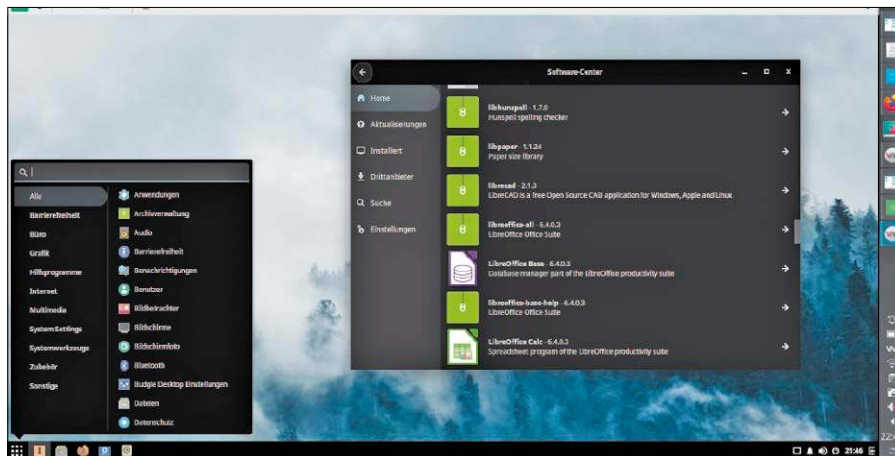 Software-Center
Home
Aktualisierungen
Installiert
Drittanbieter
Suche
Einstellungen
libhunspell - 1.7.0
Hunspell spelling checker
libpaper - 1.1.24
Paper size library
librecad - 2.1.3
LibreCAD is a free Open Source CAD application for Windows, Apple and Linux
libreoffice-all - 6.4.0.3
LibreOffice Office Suite
LibreOffice Base - 6.4.0.3
Database manager part of the LibreOffice productivity suite
libreoffice-base-help - 6.4.0.3
LibreOffice Office Suite
LibreOffice Calc - 6.4.0.3
Spreadsheet program of the LibreOffice productivity suite
Alle
Barrierefreiheit
Büro
Grafik
Hilfsprogramme
Internet
Multimedia
System Settings
Systemwerkzeuge
Zubehör
Sonstige
Anwendungen
Archivverwaltung
Audio
Barrierefreiheit
Benachrichtigungen
Benutzer
Bildbetrachter
Bildschirme
Bildschirmfoto
Bluetooth
Budgie Desktop Einstellungen
Dateien
Datenschutz
21:46